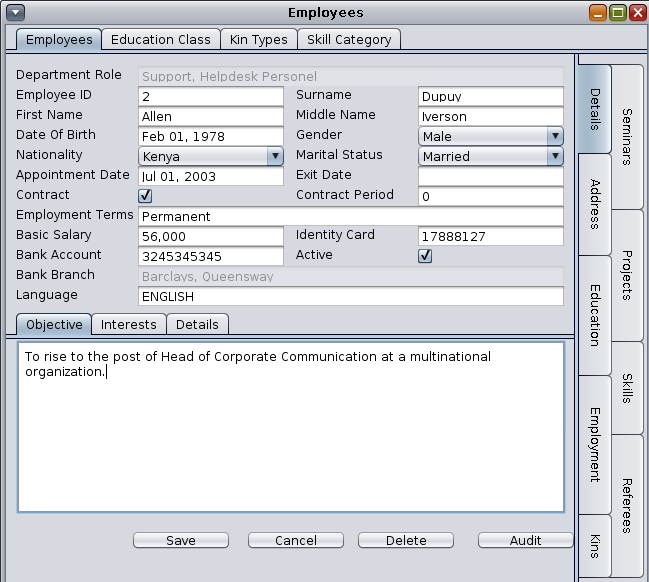 Employees
Employees Education Class Kin Types Skill Category
Department Role Support, Helpdesk Personel
Employee ID 2 Surname Dupuy
First Name Allen Middle Name Iverson
Date Of Birth Feb 01, 1978 Gender Male
Nationality Kenya Marital Status Married
Appointment Date Jul 01, 2003 Exit Date
Contract Contract Period 0
Employment Terms Permanent
Basic Salary 56,000 Identity Card 17888127
Bank Account 3245345345 Active
Bank Branch Barclays, Queensway
Language ENGLISH
Objective Interests Details
To rise to the post of Head of Corporate Communication at a multinational
organization.
Save Cancel Delete Audit
Details
Address
Education
Employment
Kins
Seminars
Projects
Skills
Referees